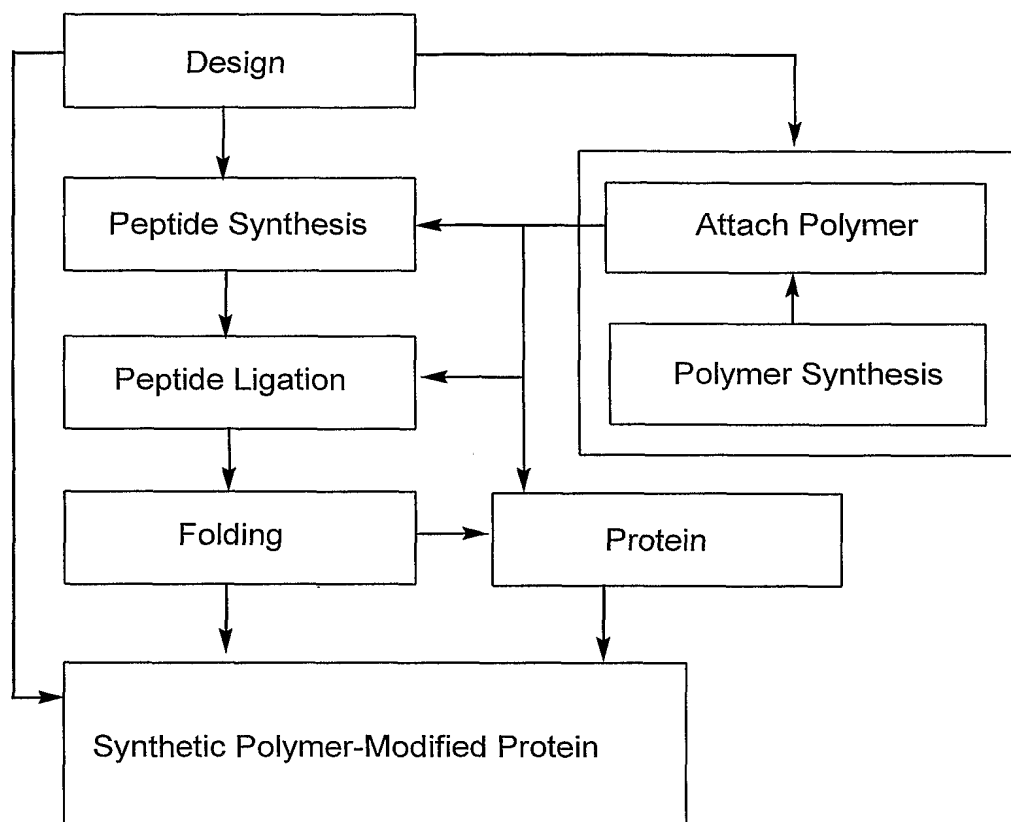 Design
Peptide Synthesis
Attach Polymer
Peptide Ligation
Polymer Synthesis
Folding
Protein
Synthetic Polymer-Modified Protein